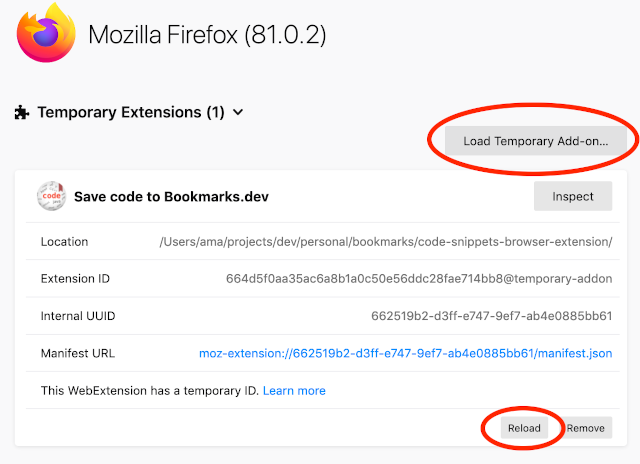 Mozilla Firefox (81.0.2)
Temporary Extensions (1)
Load Temporary Add-on...
code
Save code to Bookmarks.dev
Inspect
Location /Users/ama/projects/dev/personal/bookmarks/code-snippets-browser-extension/
Extension ID 664d5f0aa35ac6a8b1a0c50e56ddc28fae714bb8@temporary-addon
Internal UUID 662519b2-d3ff-e747-9ef7-ab4e0885bb61
Manifest URL moz-extension://662519b2-d3ff-e747-9ef7-ab4e0885bb61/manifest.json
This WebExtension has a temporary ID. Learn more
Reload Remove